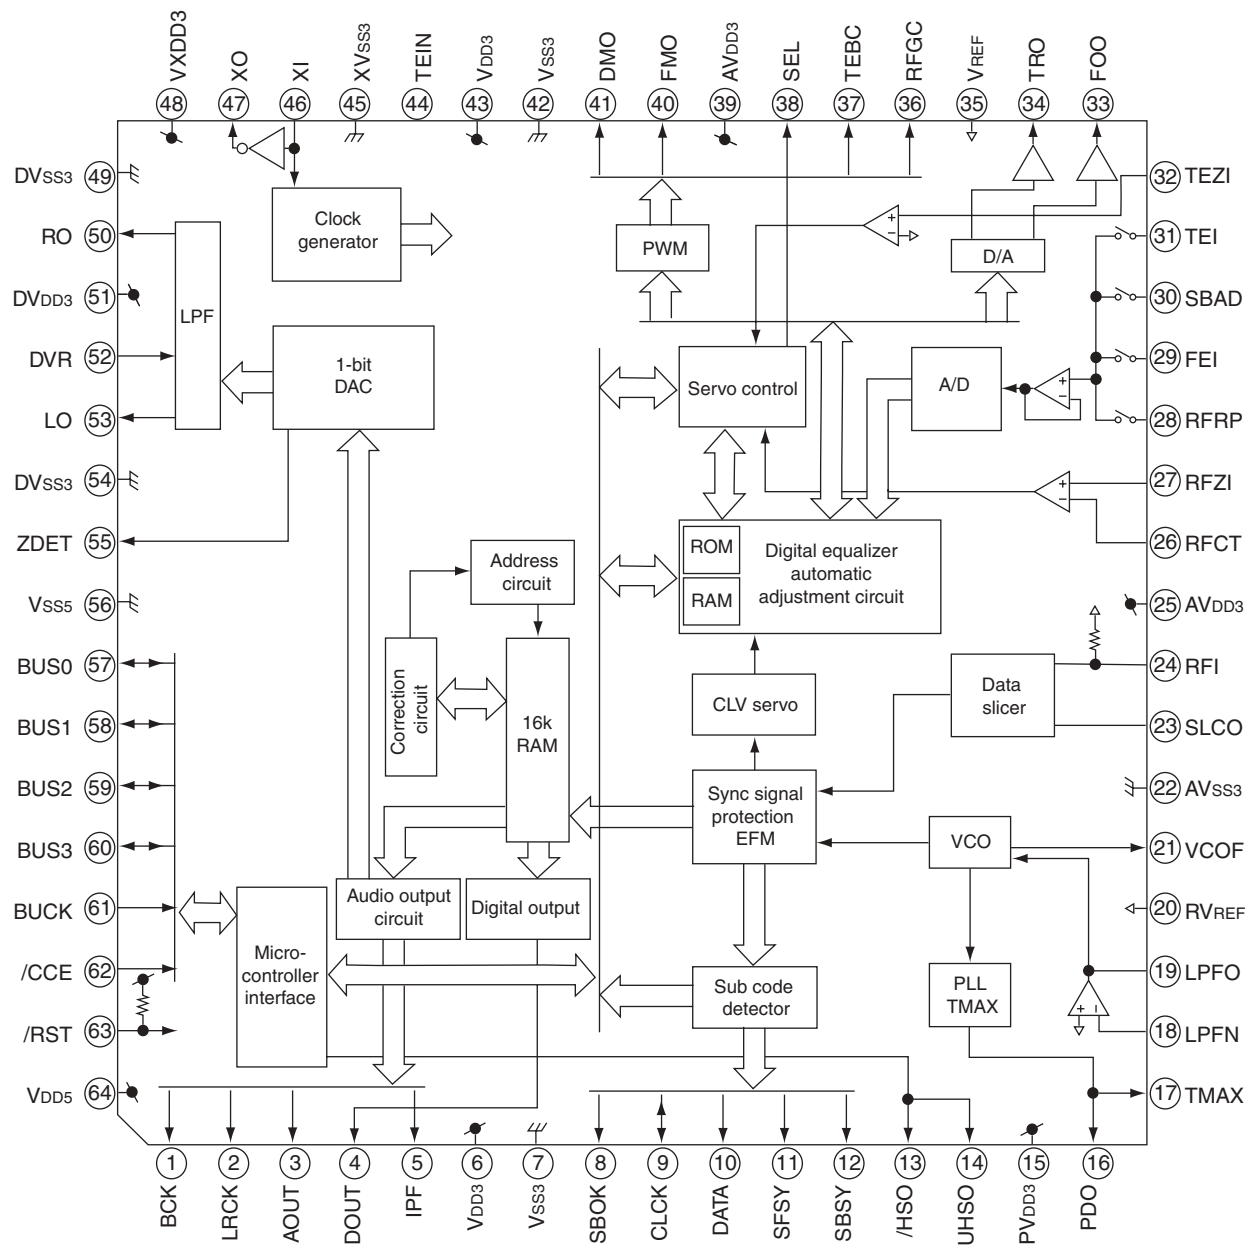 VXDD3
XO
XI
XVSS3
TEIN
VDD3
VSS3
DMO
FMO
AVDD3
SEL
TEBC
RFGC
VREF
TRO
FOO
48
47
46
45
44
43
42
41
40
39
38
37
36
35
34
33
DVSS3 49
RO 50
DVDD3 51
DVR 52
LO 53
DVSS3 54
ZDET 55
VSS5 56
BUS0 57
BUS1 58
BUS2 59
BUS3 60
BUCK 61
/CCE 62
/RST 63
VDD5 64
Clock
generator
LPF
1-bit
DAC
PWM
+
−
D/A
Servo control
A/D
+
−
+
−
ROM
RAM
Digital equalizer
automatic
adjustment circuit
Address
circuit
Correction
circuit
16k
RAM
CLV servo
Data
slicer
Sync signal
protection
EFM
VCO
Audio output
circuit
Digital output
Micro-
controller
interface
Sub code
detector
PLL
TMAX
+
−
32 TEZI
31 TEI
30 SBAD
29 FEI
28 RFRP
27 RFZI
26 RFCT
25 AVDD3
24 RFI
23 SLCO
22 AVSS3
21 VCOF
20 RVREF
19 LPFO
18 LPFN
17 TMAX
1
2
3
4
5
6
7
8
9
10
11
12
13
14
15
16
BCK
LRCK
AOUT
DOUT
IPF
VDD3
VSS3
SBOK
CLCK
DATA
SFSY
SBSY
/HSO
UHSO
PVDD3
PDO